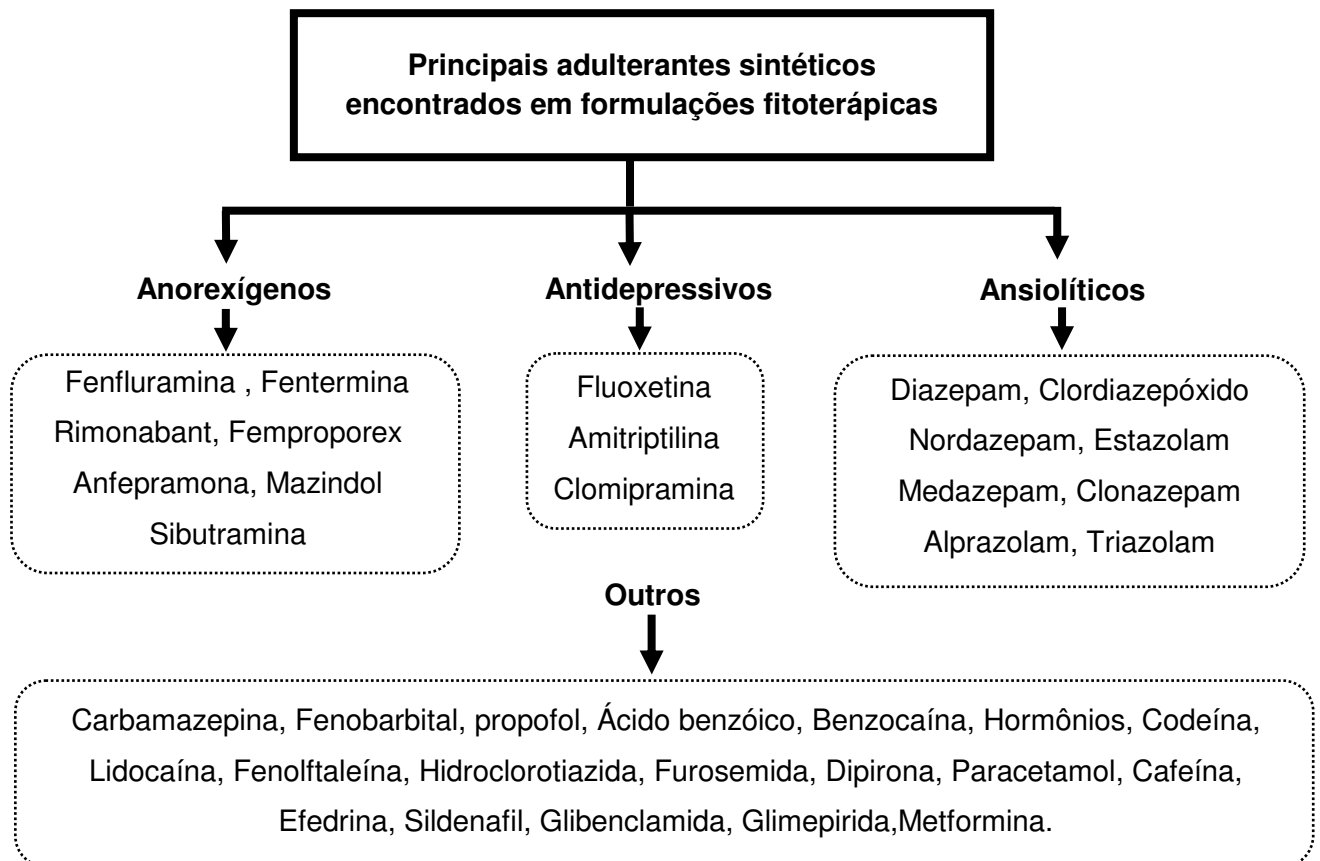 Principais adulterantes sintéticos
encontrados em formulações fitoterápicas
Anorexígenos
Antidepressivos
Ansiolíticos
Fenfluramina , Fentermina
Rimonabant, Femproporex
Anfepramona, Mazindol
Sibutramina
Fluoxetina
Amitriptilina
Clomipramina
Diazepam, Clordiazepóxido
Nordazepam, Estazolam
Medazepam, Clonazepam
Alprazolam, Triazolam
Outros
Carbamazepina, Fenobarbital, propofol, Ácido benzóico, Benzocaína, Hormônios, Codeína,
Lidocaína, Fenolftaleína, Hidroclorotiazida, Furosemida, Dipirona, Paracetamol, Cafeína,
Efedrina, Sildenafil, Glibenclamida, Glimepirida,Metformina.